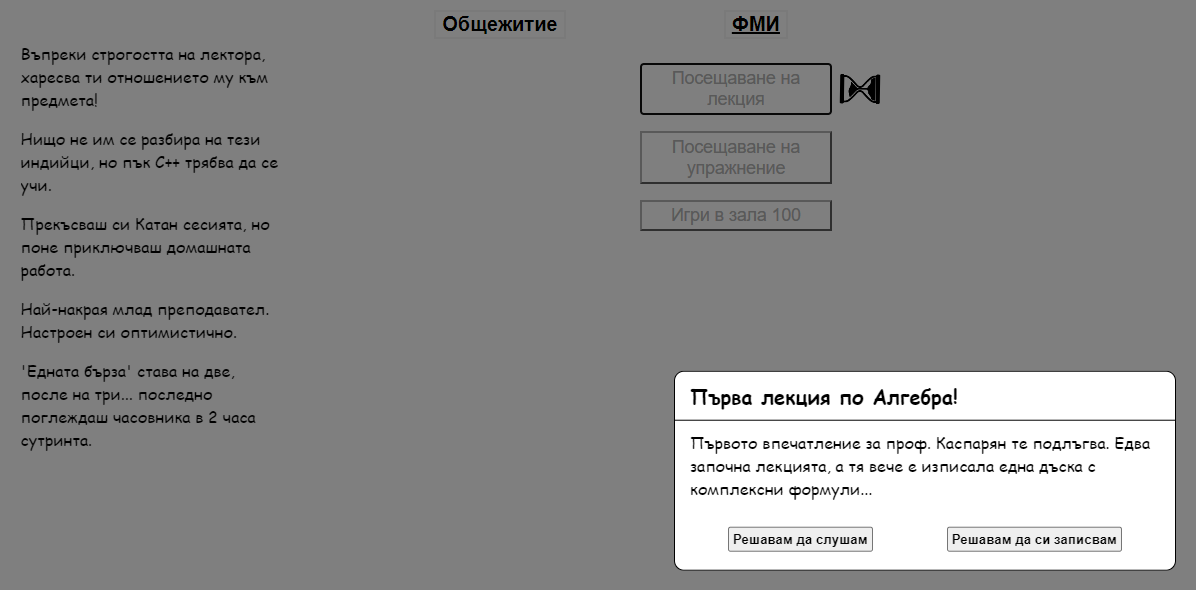 Общежитие
ФМИ
Въпреки строгостта на лектора,
харесва ти отношението му към
предмета!
Нищо не им се разбира на тези
индийци, но пък C++ трябва да се
учи.
Прекъсваш си Катан сесията, но
поне приключваш домашната
работа.
Най-накрая млад преподавател.
Настроен си оптимистично.
'Едната бърза' става на две,
после на три... последно
поглеждаш часовника в 2 часа
сутринта.
Посещаване на
лекция
Посещаване на
упражнение
Игри в зала 100
Първа лекция по Алгебра!
Първото впечатление за проф. Каспарян те подлъгва. Едва
започна лекцията, а тя вече е изписала една дъска с
комплексни формули...
Решавам да слушам
Решавам да си записвам